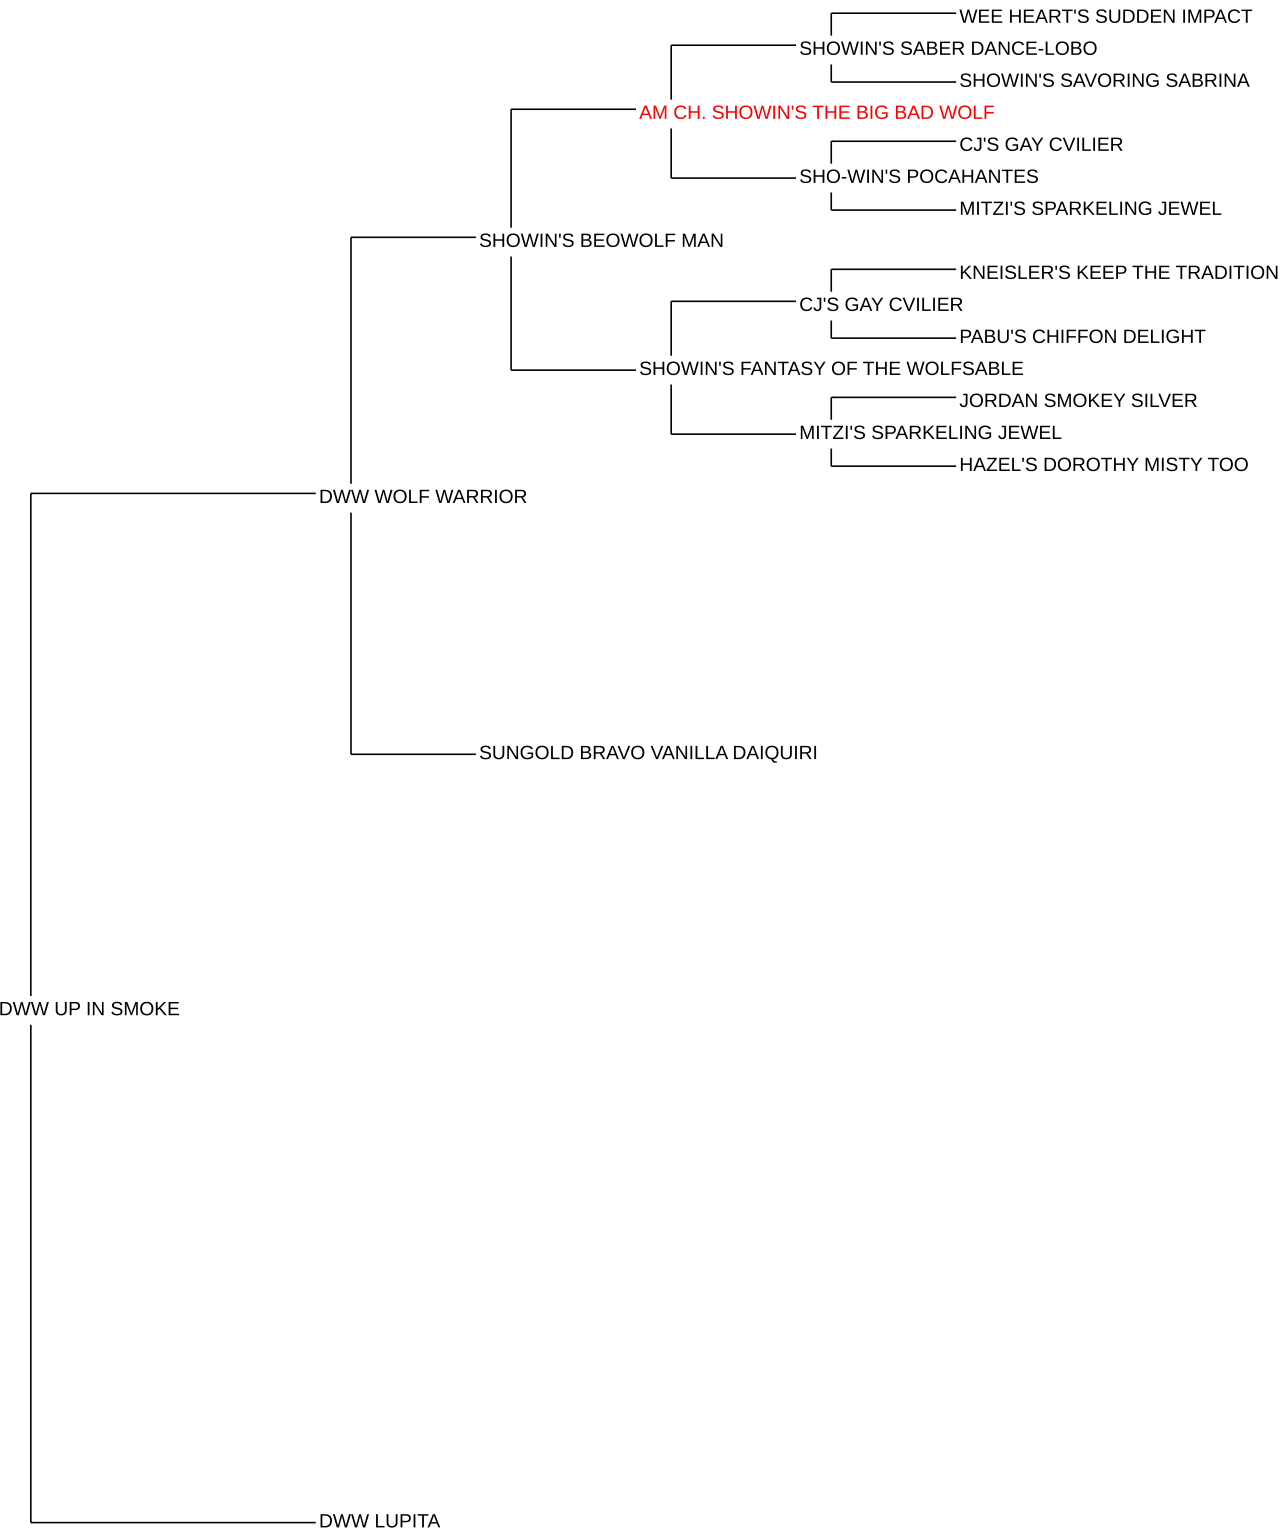 WEE HEART'S SUDDEN IMPACT
SHOWIN'S SABER DANCE-LOBO
SHOWIN'S SAVORING SABRINA
AM CH. SHOWIN'S THE BIG BAD WOLF
CJ'S GAY CVILIER
SHO-WIN'S POCAHANTES
MITZI'S SPARKELING JEWEL
SHOWIN'S BEOWOLF MAN
KNEISLER'S KEEP THE TRADITION
CJ'S GAY CVILIER
PABU'S CHIFFON DELIGHT
SHOWIN'S FANTASY OF THE WOLFSABLE
JORDAN SMOKEY SILVER
MITZI'S SPARKELING JEWEL
HAZEL'S DOROTHY MISTY TOO
DWW WOLF WARRIOR
SUNGOLD BRAVO VANILLA DAIQUIRI
DWW UP IN SMOKE
DWW LUPITA